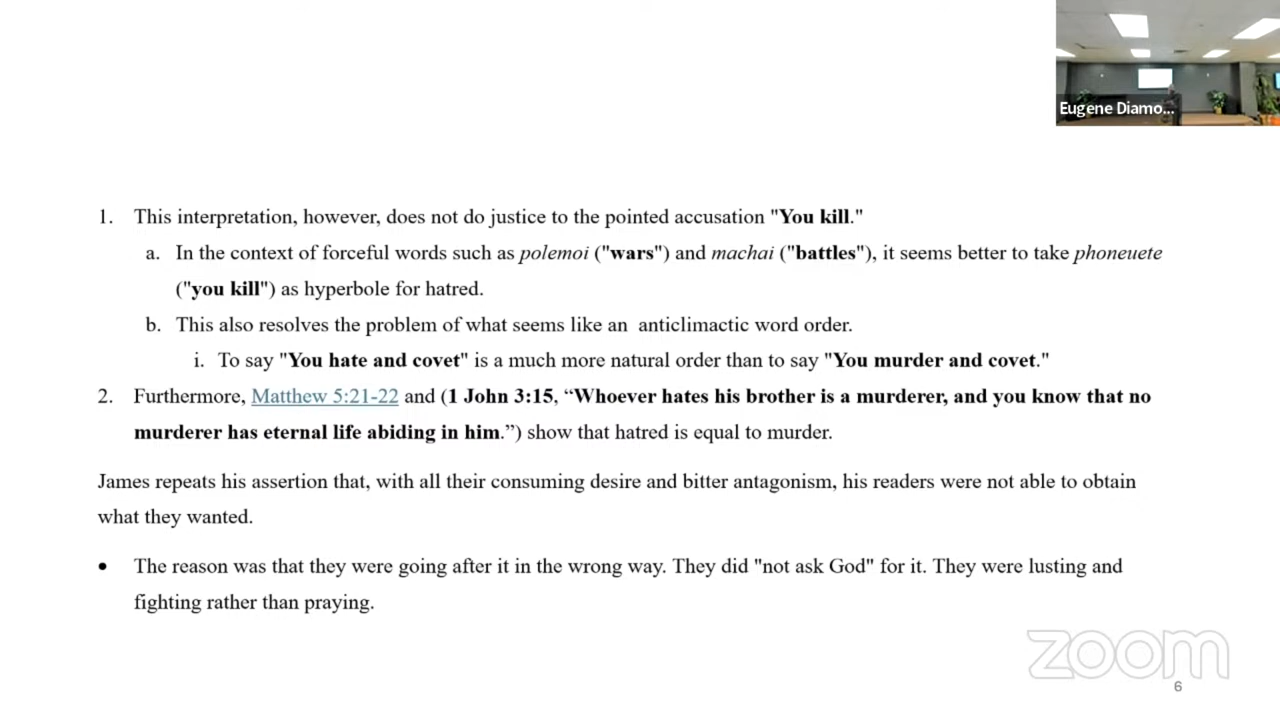 Eugene Diamo...
1. This interpretation, however, does not do justice to the pointed accusation "You kill."
a. In the context of forceful words such as polemoi ("wars") and machai ("battles"), it seems better to take phoneuete
("you kill") as hyperbole for hatred.
b. This also resolves the problem of what seems like an anticlimactic word order.
i. To say "You hate and covet" is a much more natural order than to say "You murder and covet."
2. Furthermore, Matthew 5:21-22 and (1 John 3:15, “Whoever hates his brother is a murderer, and you know that no
murderer has eternal life abiding in him.”) show that hatred is equal to murder.
James repeats his assertion that, with all their consuming desire and bitter antagonism, his readers were not able to obtain
what they wanted.
• The reason was that they were going after it in the wrong way. They did "not ask God" for it. They were lusting and
fighting rather than praying.
zoom
6